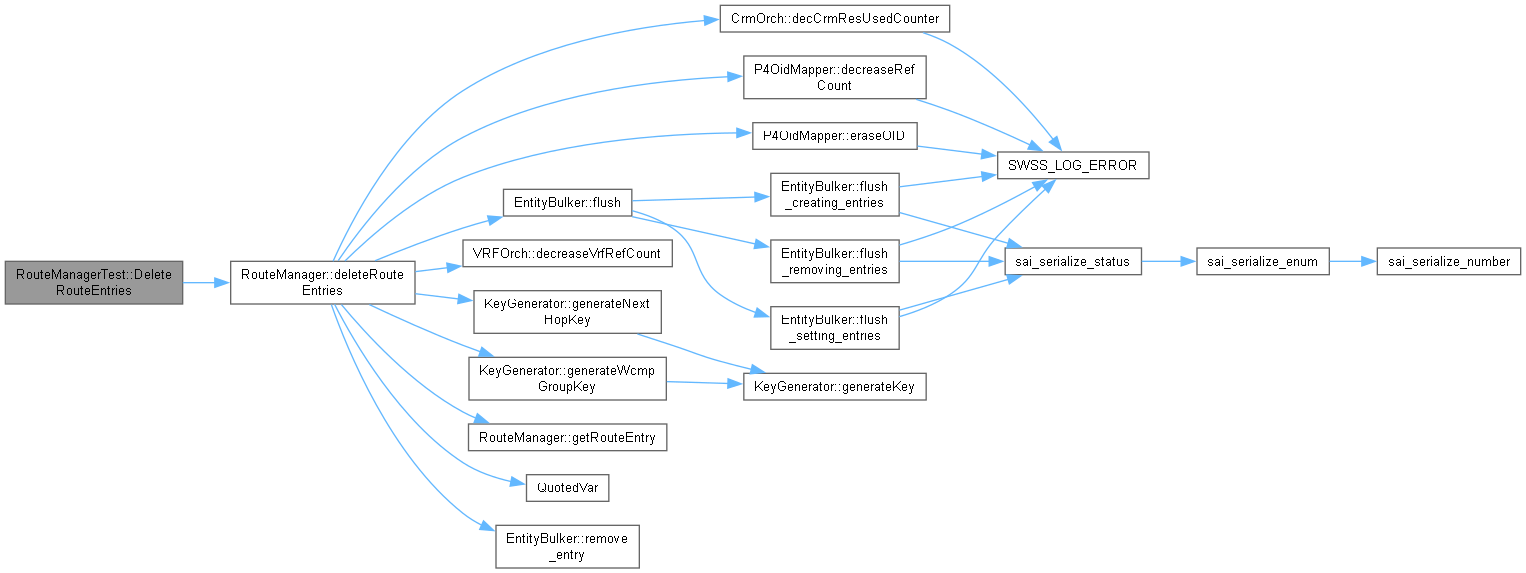 CrmOrch::decCrmResUsedCounter
P4OidMapper::decreaseRef
Count
P4OidMapper::eraseOID
SWSS_LOG_ERROR
EntityBulker::flush
_creating_entries
EntityBulker::flush
VRFOrch::decreaseVrfRefCount
EntityBulker::flush
_removing_entries
sai_serialize_status
sai_serialize_enum
sai_serialize_number
RouteManagerTest::Delete
RouteEntries
RouteManager::deleteRoute
Entries
KeyGenerator::generateNext
HopKey
EntityBulker::flush
_setting_entries
KeyGenerator::generateWcmp
GroupKey
KeyGenerator::generateKey
RouteManager::getRouteEntry
QuotedVar
EntityBulker::remove
_entry